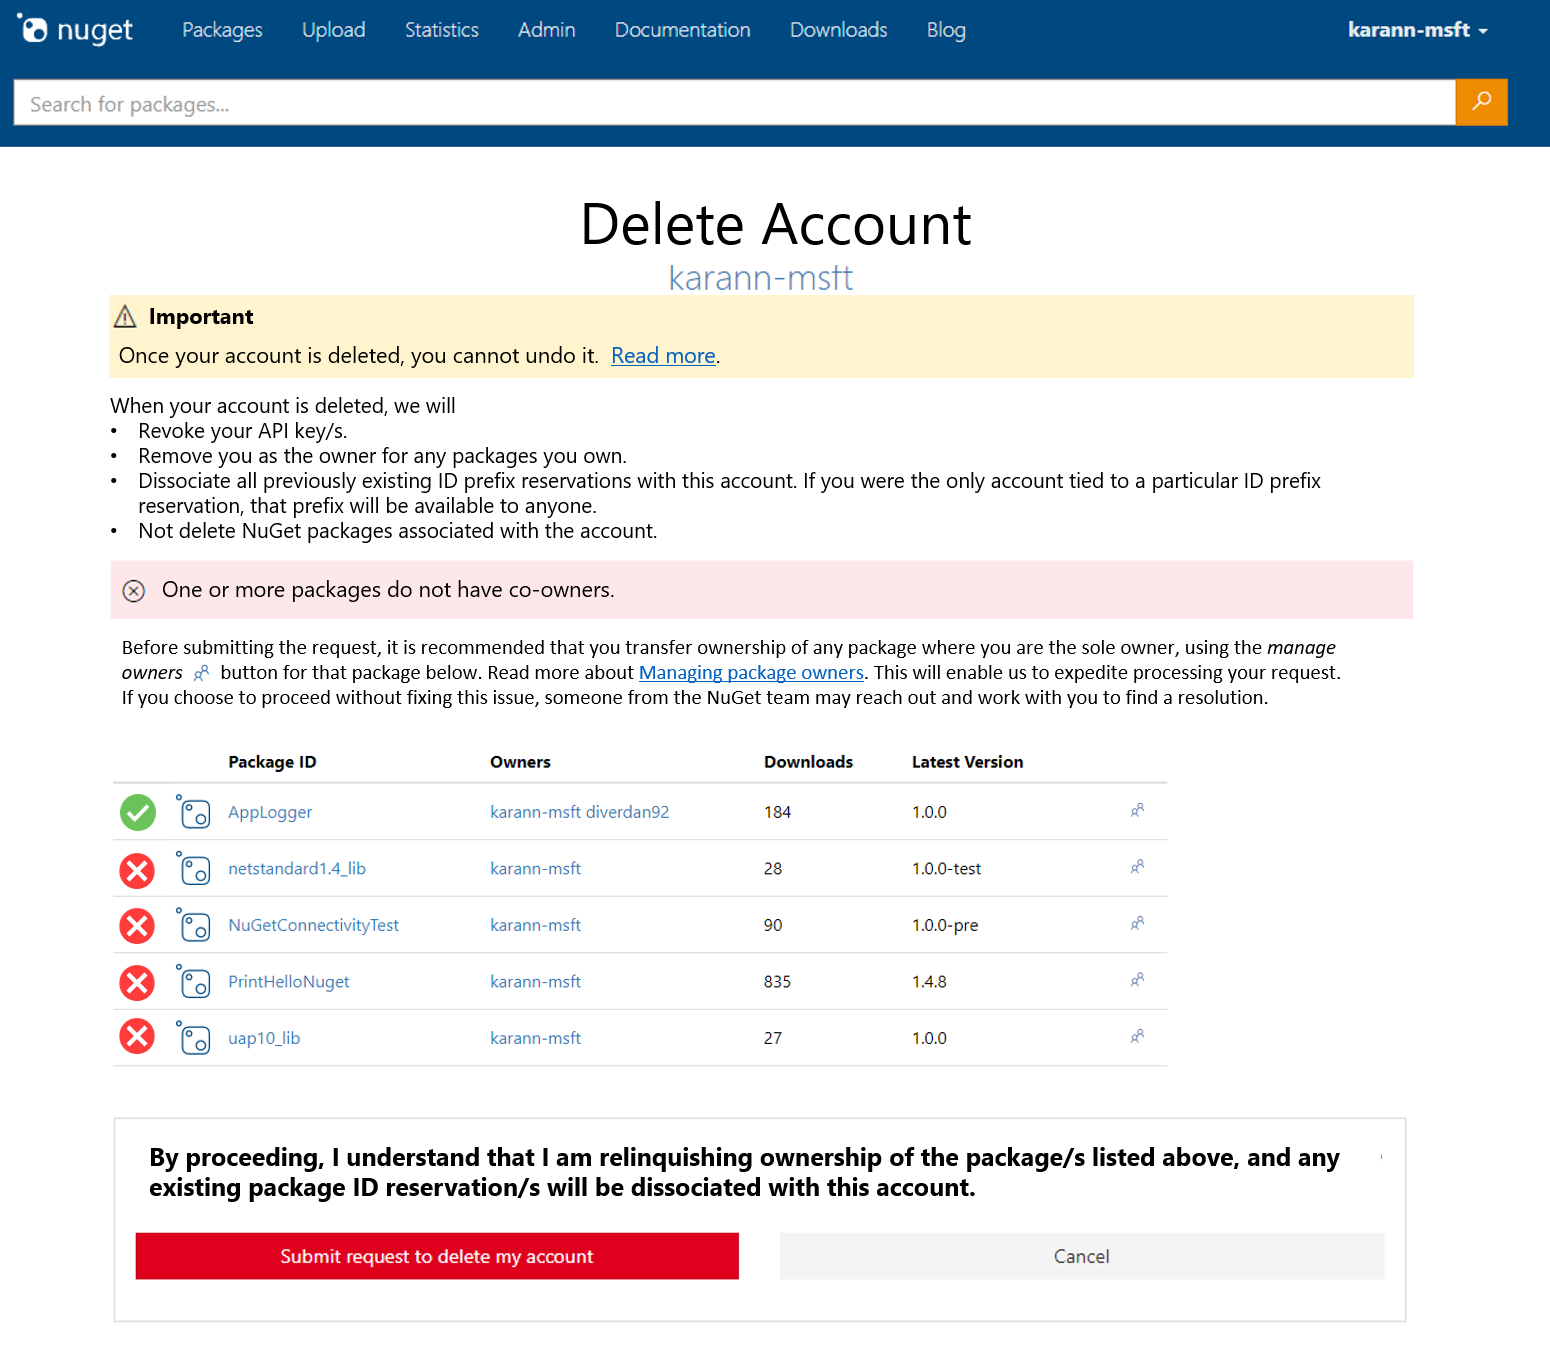 nuget Packages Upload Statistics Admin Documentation Downloads Blog karann-msft
Search for packages...
Delete Account
karann-msft
Important
Once your account is deleted, you cannot undo it. Read more.
When your account is deleted, we will
• Revoke your API key/s.
• Remove you as the owner for any packages you own.
• Dissociate all previously existing ID prefix reservations with this account. If you were the only account tied to a particular ID prefix
reservation, that prefix will be available to anyone.
• Not delete NuGet packages associated with the account.
One or more packages do not have co-owners.
Before submitting the request, it is recommended that you transfer ownership of any package where you are the sole owner, using the manage
owners button for that package below. Read more about Managing package owners. This will enable us to expedite processing your request.
If you choose to proceed without fixing this issue, someone from the NuGet team may reach out and work with you to find a resolution.
Package ID Owners Downloads Latest Version
AppLogger karann-msft diverdan92 184 1.0.0
netstandard1.4_lib karann-msft 28 1.0.0-test
NuGetConnectivityTest karann-msft 90 1.0.0-pre
PrintHelloNuget karann-msft 835 1.4.8
uap10_lib karann-msft 27 1.0.0
By proceeding, I understand that I am relinquishing ownership of the package/s listed above, and any
existing package ID reservation/s will be dissociated with this account.
Submit request to delete my account Cancel